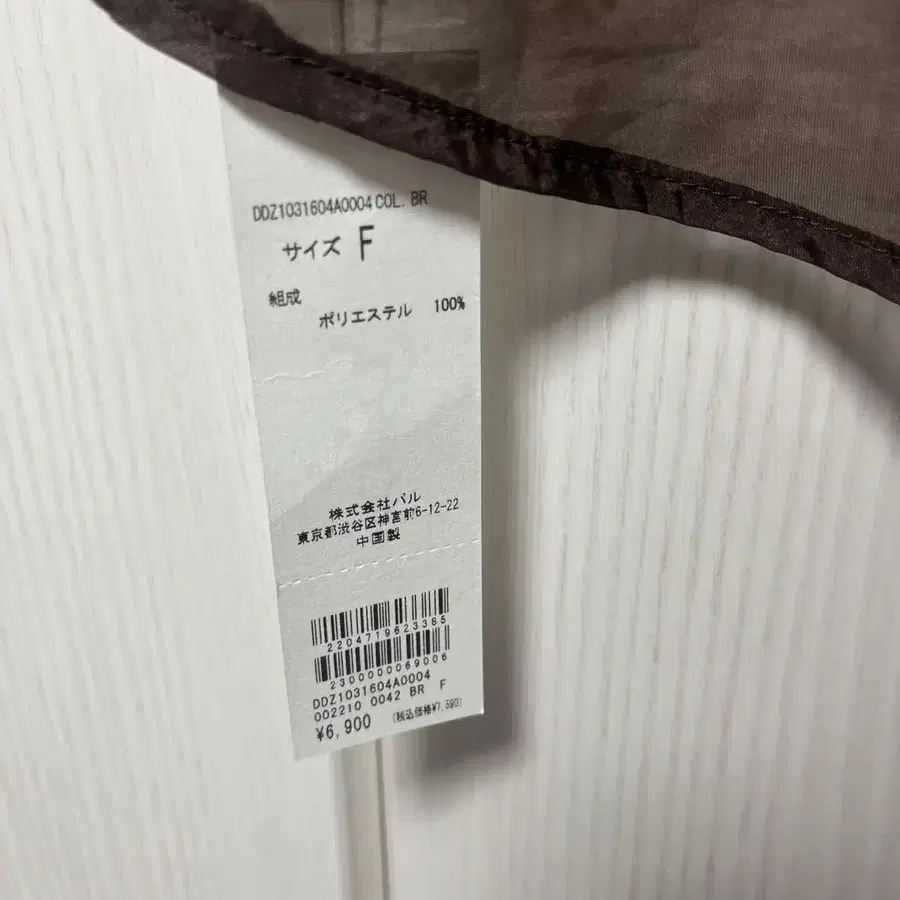 DDZ1031604A0004 COL. BR
サイズ F
組成
ポリエステル 100%
株式会社パル
東京都渋谷区神宮前6-12-22
中国製
2204719623385
2300000069006
DDZ1031604A0004
002210 0042 BR F
¥6,900 (税込価格¥7,590)